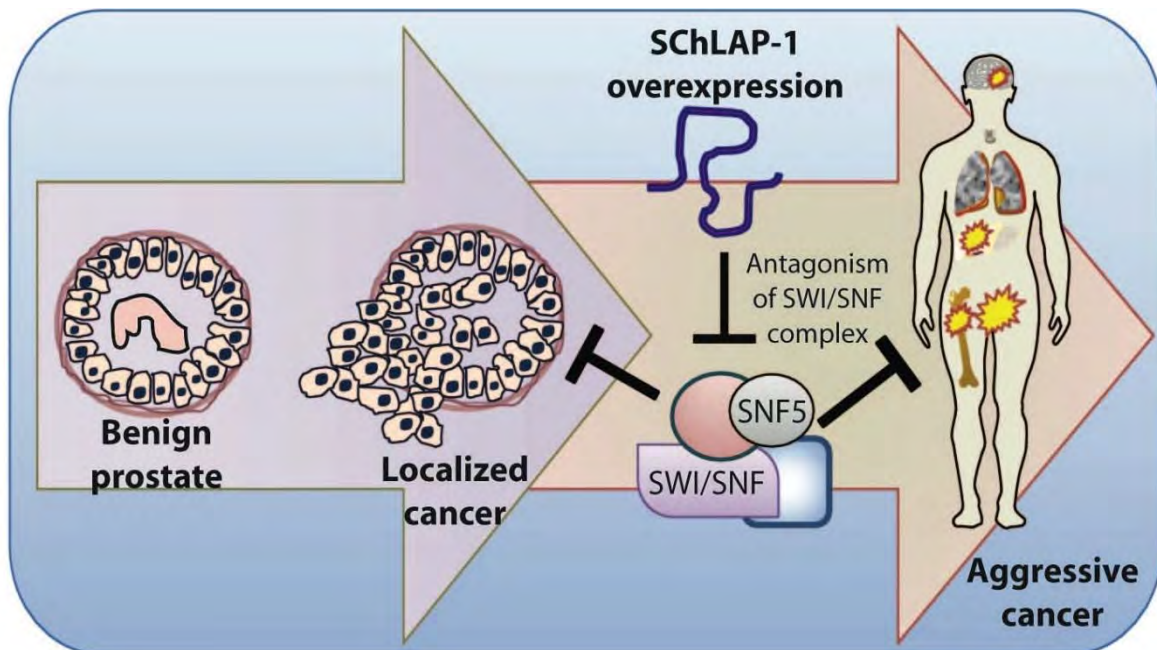 SChLAP-1
overexpression
Antagonism
of SWI/SNF
complex
SNF5
SWI/SNF
Benign
prostate
Localized
cancer
Aggressive
cancer